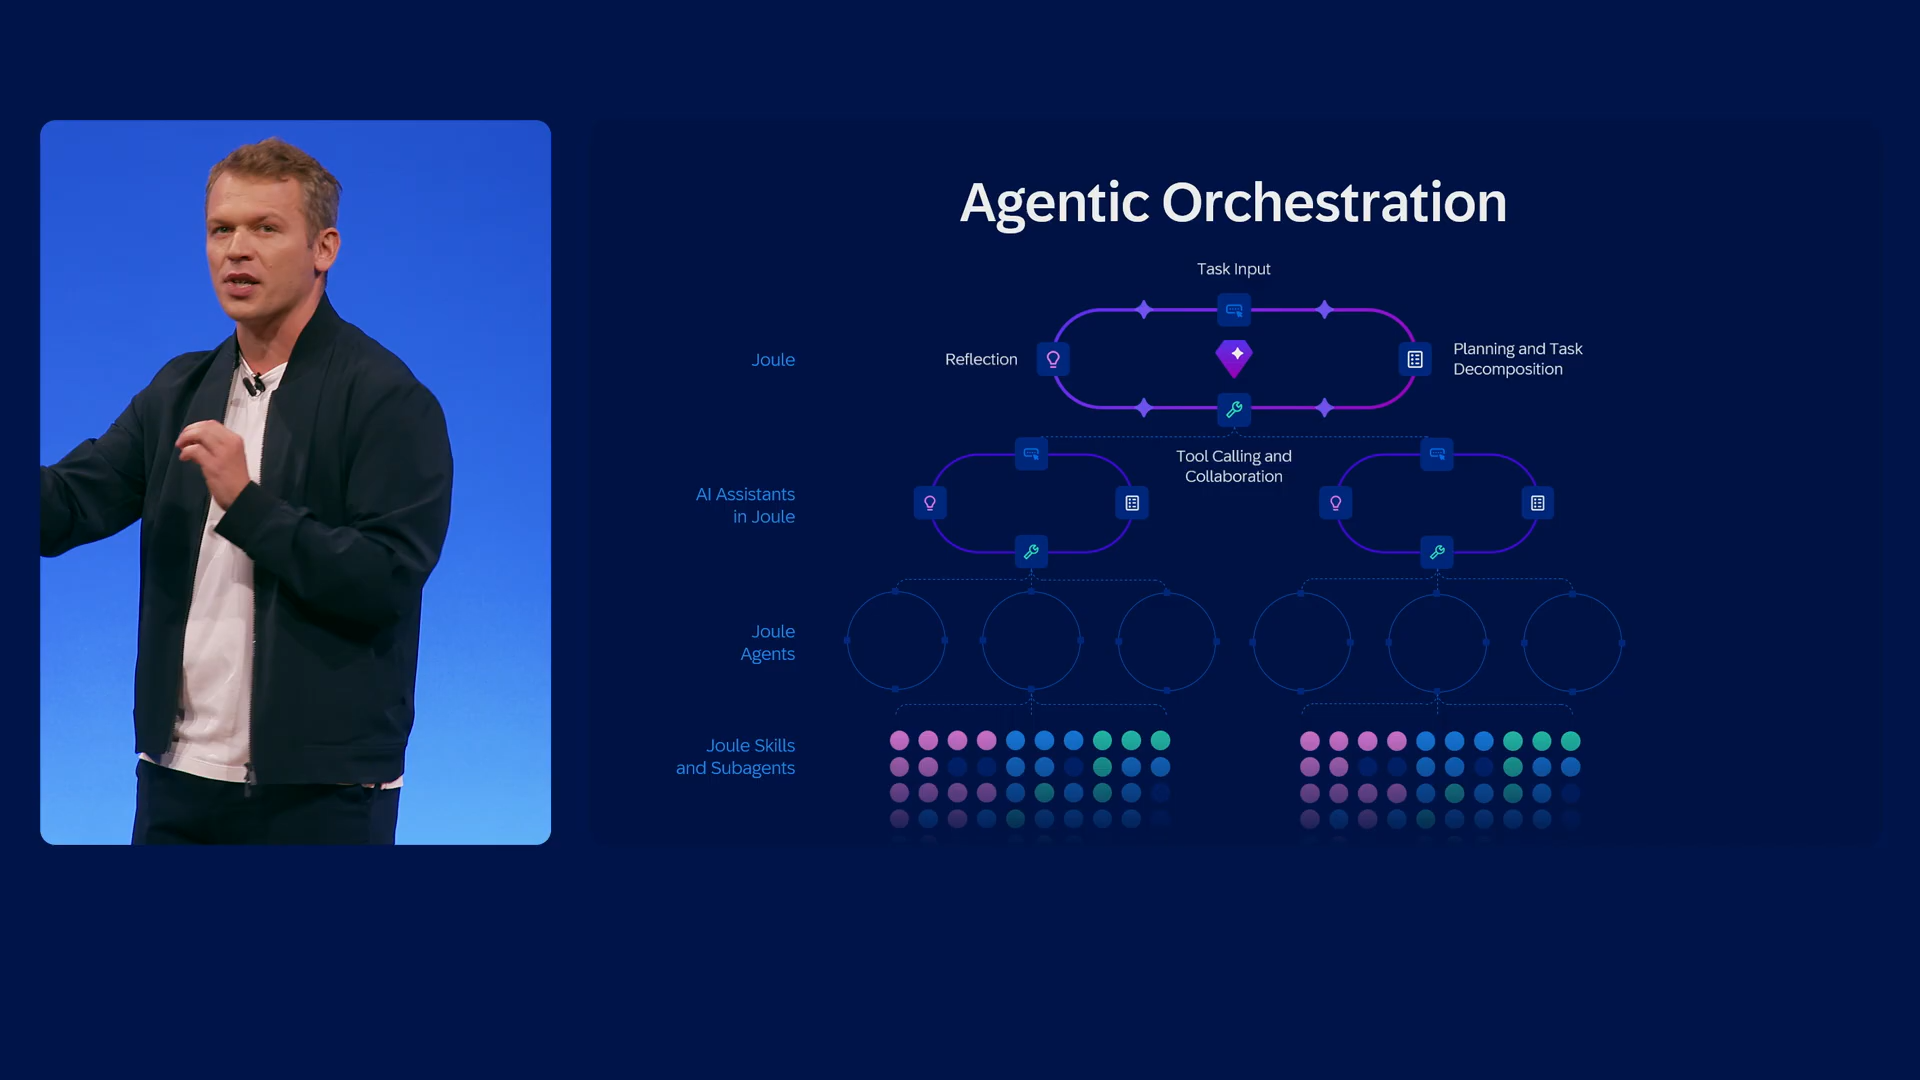 Agentic Orchestration
Task Input
Joule
Reflection
Planning and Task
Decomposition
Tool Calling and
Collaboration
AI Assistants
in Joule
Joule
Agents
Joule Skills
and Subagents